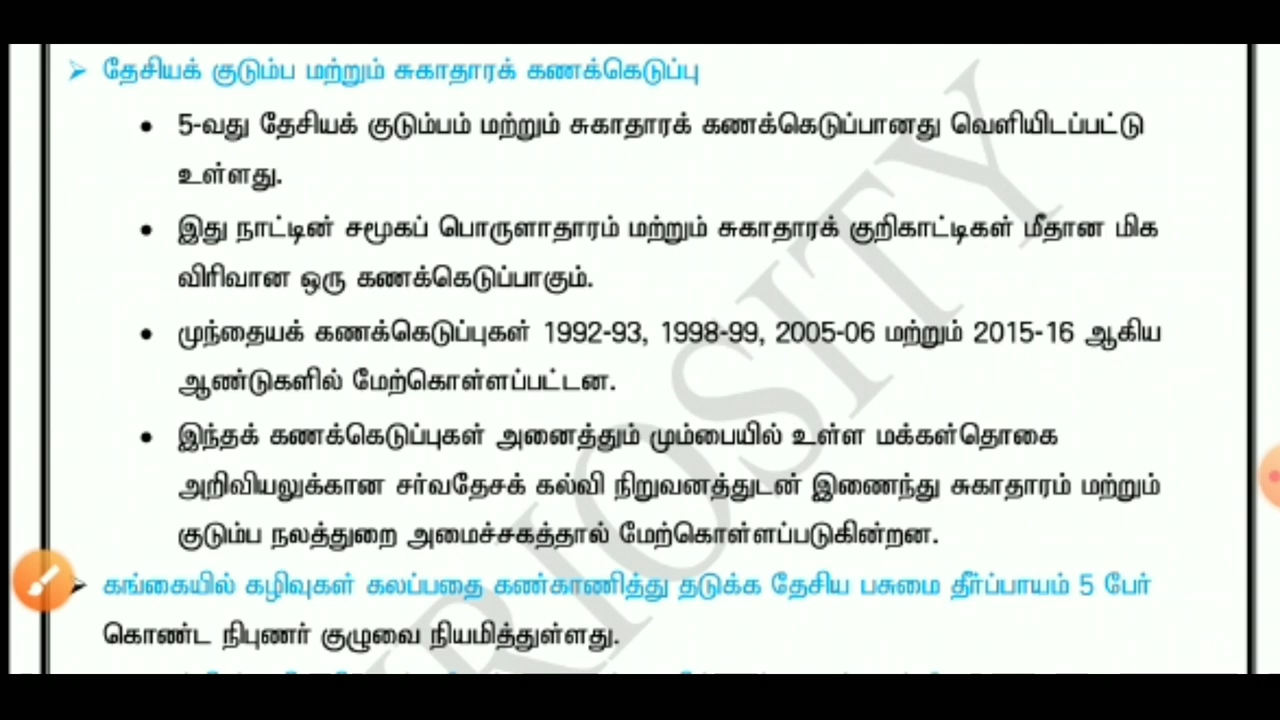 தேசியக் குடும்ப மற்றும் சுகாதாரக் கணக்கெடுப்பு
5-வது தேசியக் குடும்பம் மற்றும் சுகாதாரக் கணக்கெடுப்பானது வெளியிடப்பட்டு
உள்ளது.
இது நாட்டின் சமூகப் பொருளாதாரம் மற்றும் சுகாதாரக் குறிகாட்டிகள் மீதான மிக
விரிவான ஒரு கணக்கெடுப்பாகும்.
முந்தையக் கணக்கெடுப்புகள் 1992-93, 1998-99, 2005-06 மற்றும் 2015-16 ஆகிய
ஆண்டுகளில் மேற்கொள்ளப்பட்டன.
இந்தக் கணக்கெடுப்புகள் அனைத்தும் மும்பையில் உள்ள மக்கள்தொகை
அறிவியலுக்கான சர்வதேசக் கல்வி நிறுவனத்துடன் இணைந்து சுகாதாரம் மற்றும்
குடும்ப நலத்துறை அமைச்சகத்தால் மேற்கொள்ளப்படுகின்றன.
கங்கையில் கழிவுகள் கலப்பதை கண்காணித்து தடுக்க தேசிய பசுமை தீர்ப்பாயம் 5 பேர்
கொண்ட நிபுணர் குழுவை நியமித்துள்ளது.
RIOSITY